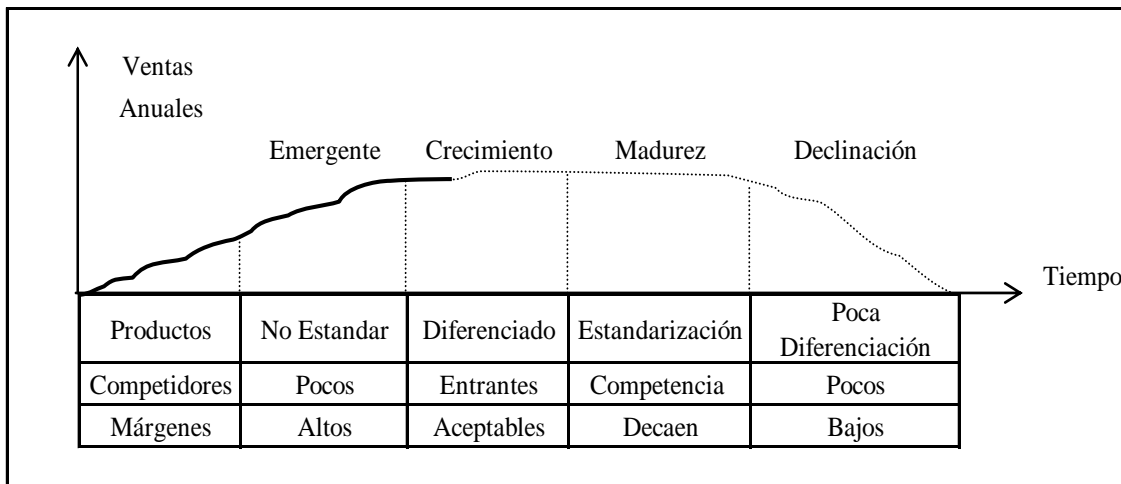 Ventas
Anuales
Emergente Crecimiento Madurez Declinación
Tiempo
Productos No Estandar Diferenciado Estandarización Poca
Diferenciación
Competidores Pocos Entrantes Competencia Pocos
Márgenes Altos Aceptables Decaen Bajos